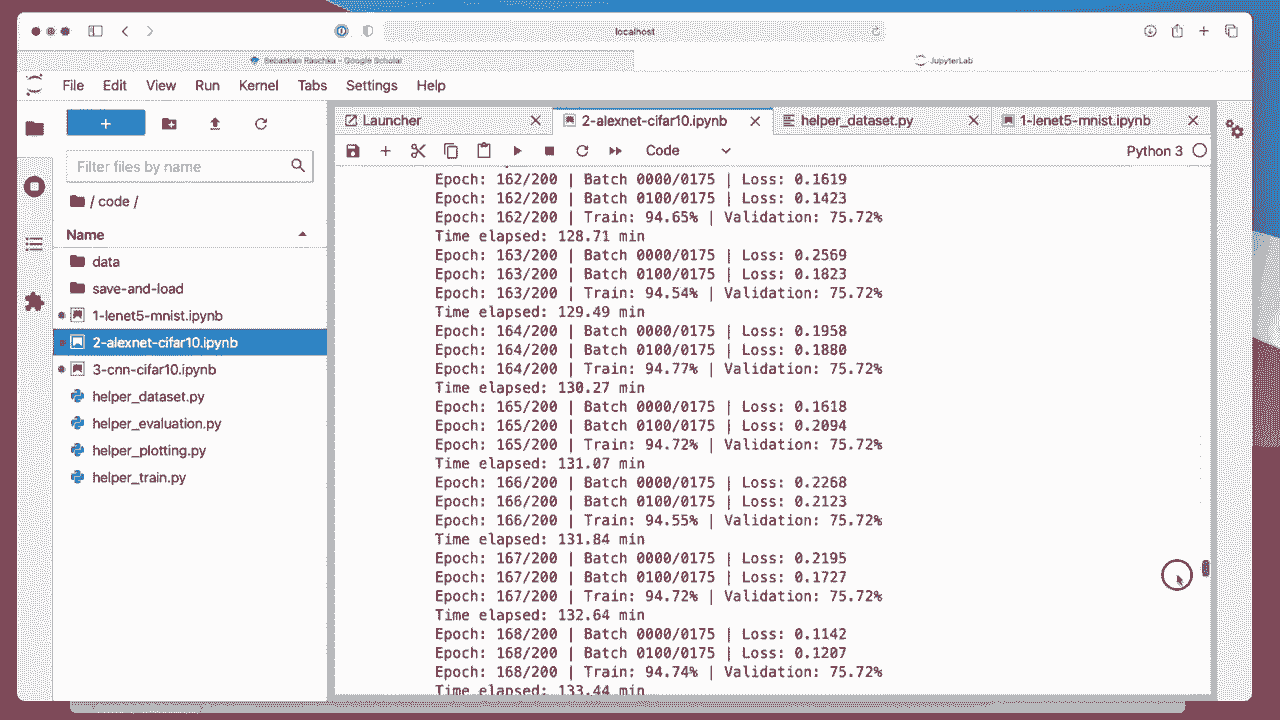 localhost
Sebastian Raschka - Google Scholar
JupyterLab
File Edit View Run Kernel Tabs Settings Help
Launcher
2-alexnet-cifar10.ipynb
helper_dataset.py
1-lenet5-mnist.ipynb
Filter files by name
Code
Python 3
/ code /
Name
data
save-and-load
1-lenet5-mnist.ipynb
2-alexnet-cifar10.ipynb
3-cnn-cifar10.ipynb
helper_dataset.py
helper_evaluation.py
helper_plotting.py
helper_train.py
Epoch: 162/200 | Batch 0000/0175 | Loss: 0.1619
Epoch: 162/200 | Batch 0100/0175 | Loss: 0.1423
Epoch: 162/200 | Train: 94.65% | Validation: 75.72%
Time elapsed: 128.71 min
Epoch: 163/200 | Batch 0000/0175 | Loss: 0.2569
Epoch: 163/200 | Batch 0100/0175 | Loss: 0.1823
Epoch: 163/200 | Train: 94.54% | Validation: 75.72%
Time elapsed: 129.49 min
Epoch: 164/200 | Batch 0000/0175 | Loss: 0.1958
Epoch: 164/200 | Batch 0100/0175 | Loss: 0.1880
Epoch: 164/200 | Train: 94.77% | Validation: 75.72%
Time elapsed: 130.27 min
Epoch: 165/200 | Batch 0000/0175 | Loss: 0.1618
Epoch: 165/200 | Batch 0100/0175 | Loss: 0.2094
Epoch: 165/200 | Train: 94.72% | Validation: 75.72%
Time elapsed: 131.07 min
Epoch: 166/200 | Batch 0000/0175 | Loss: 0.2268
Epoch: 166/200 | Batch 0100/0175 | Loss: 0.2123
Epoch: 166/200 | Train: 94.55% | Validation: 75.72%
Time elapsed: 131.84 min
Epoch: 167/200 | Batch 0000/0175 | Loss: 0.2195
Epoch: 167/200 | Batch 0100/0175 | Loss: 0.1727
Epoch: 167/200 | Train: 94.72% | Validation: 75.72%
Time elapsed: 132.64 min
Epoch: 168/200 | Batch 0000/0175 | Loss: 0.1142
Epoch: 168/200 | Batch 0100/0175 | Loss: 0.1207
Epoch: 168/200 | Train: 94.74% | Validation: 75.72%
Time elapsed: 133.44 min